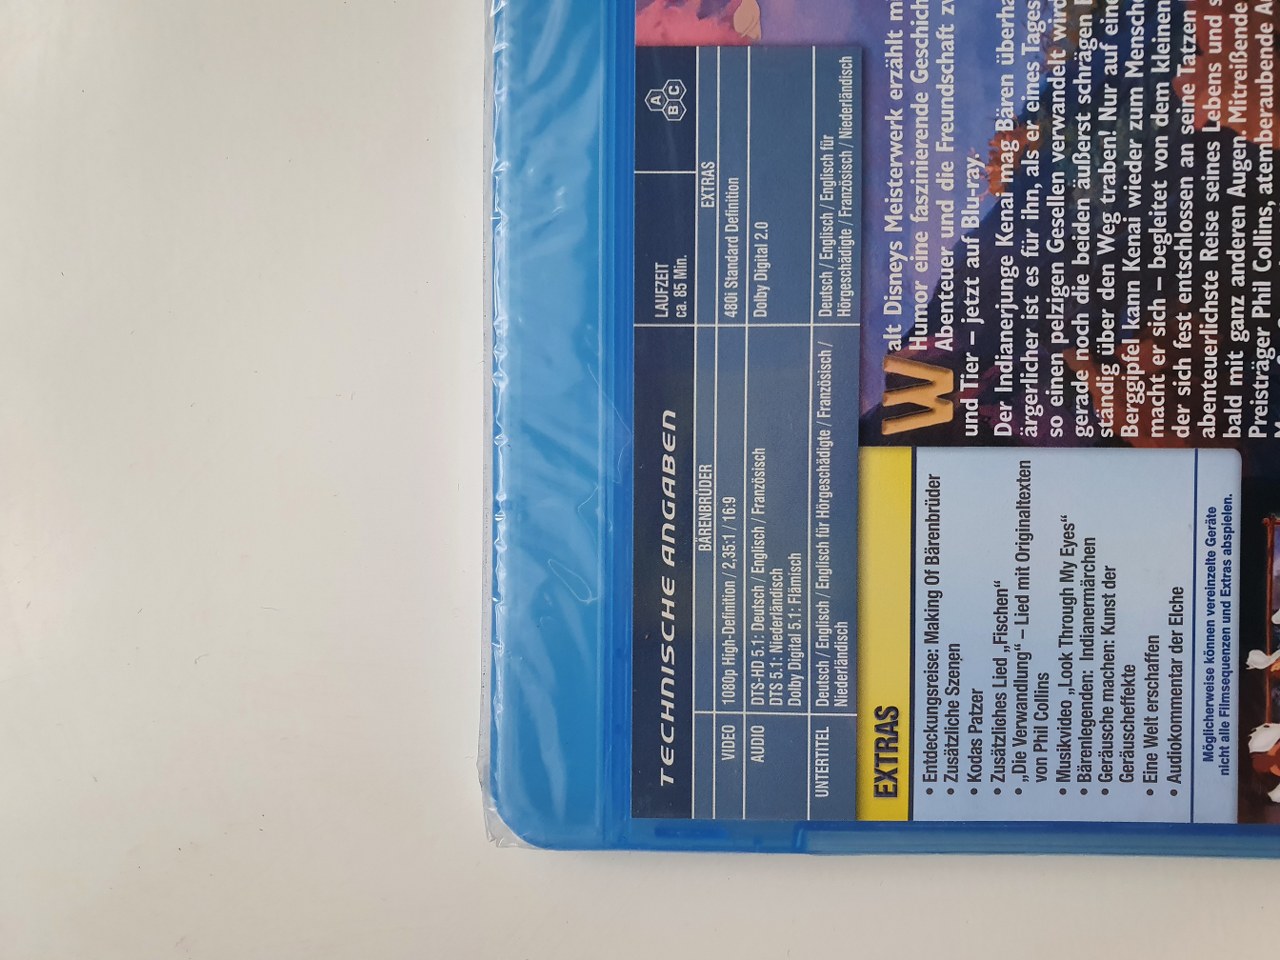 TECHNISCHE ANGABEN
LAUFZEIT
ca. 85 Min.
A
B C
BÄRENBRÜDER
EXTRAS
VIDEO
1080p High-Definition / 2,35:1 / 16:9
480i Standard Definition
AUDIO
DTS-HD 5.1: Deutsch / Englisch / Französisch
DTS 5.1: Niederländisch
Dolby Digital 5.1: Flämisch
Dolby Digital 2.0
UNTERTITEL
Deutsch / Englisch / Englisch für Hörgeschädigte / Französisch /
Niederländisch
Deutsch / Englisch / Englisch für
Hörgeschädigte / Französisch / Niederländisch
EXTRAS
• Entdeckungsreise: Making Of Bärenbrüder
• Zusätzliche Szenen
• Kodas Patzer
• Zusätzliches Lied „Fischen“
• „Die Verwandlung“ – Lied mit Originaltexten
von Phil Collins
• Musikvideo „Look Through My Eyes“
• Bärenlegenden: Indianermärchen
• Geräusche machen: Kunst der
Geräuscheffekte
• Eine Welt erschaffen
• Audiokommentar der Elche
Möglicherweise können vereinzelte Geräte
nicht alle Filmsequenzen und Extras abspielen.
Walt Disneys Meisterwerk erzählt
Humor eine faszinierende
Abenteuer und die Freundschaft
und Tier – jetzt auf Blu-ray.
Der Indianerjunge Kenai mag Bären
ärgerlicher ist es für ihn, als er eines Tages
so einen pelzigen Gesellen verwandelt wird
gerade noch die beiden äußerst schrägen
ständig über den Weg traben! Nur auf
Berggipfel kann Kenai wieder zum
macht er sich – begleitet von dem kleinen
der sich fest entschlossen an seine Tatzen
abenteuerlichste Reise seines Lebens und
bald mit ganz anderen Augen. Mitreißende
Preisträger Phil Collins, atemberaubende